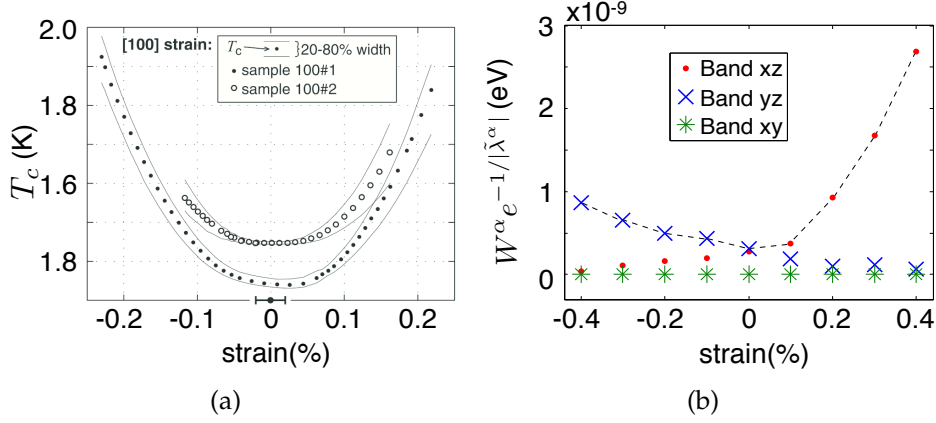 2.0
1.8
1.6
1.8
T_c (K)
[100] strain:
T_c
}20-80% width
sample 100#1
sample 100#2
-0.2 -0.1 0 0.1 0.2
strain(%)
(a)
x10^-9
3
2
1
0
W^α e^{-1/|λ̃^α|} (eV)
Band xz
Band yz
Band xy
-0.4 -0.2 0 0.2 0.4
strain(%)
(b)